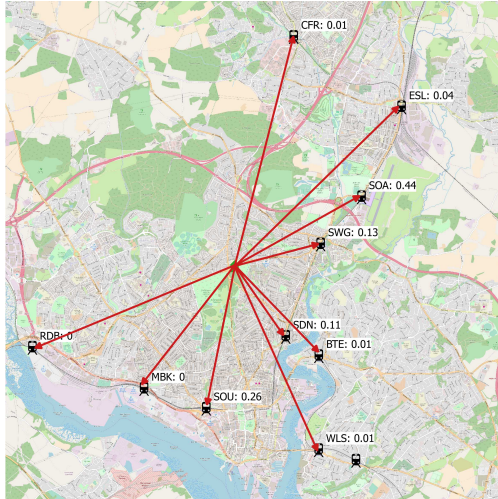 CFR: 0.01
ESL: 0.04
SOA: 0.44
SWG: 0.13
SDN: 0.11
RDB: 0
BTE: 0.01
MBK: 0
SOU: 0.26
WLS: 0.01